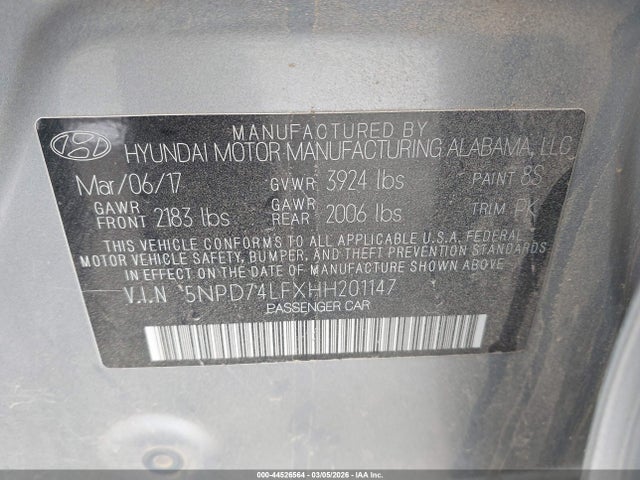 MANUFACTURED BY
HYUNDAI MOTOR MANUFACTURING ALABAMA, LLC
Mar/06/17 GVWR 3924 lbs PAINT 8S
GAWR FRONT 2183 lbs GAWR REAR 2006 lbs TRIM PK
THIS VEHICLE CONFORMS TO ALL APPLICABLE U.S.A. FEDERAL
MOTOR VEHICLE SAFETY, BUMPER, AND THEFT PREVENTION STANDARDS
IN EFFECT ON THE DATE OF MANUFACTURE SHOWN ABOVE.
V.I.N 5NPD74LFXHH201147
PASSENGER CAR
000-44526564 | 03/05/2026 - IAA, Inc.